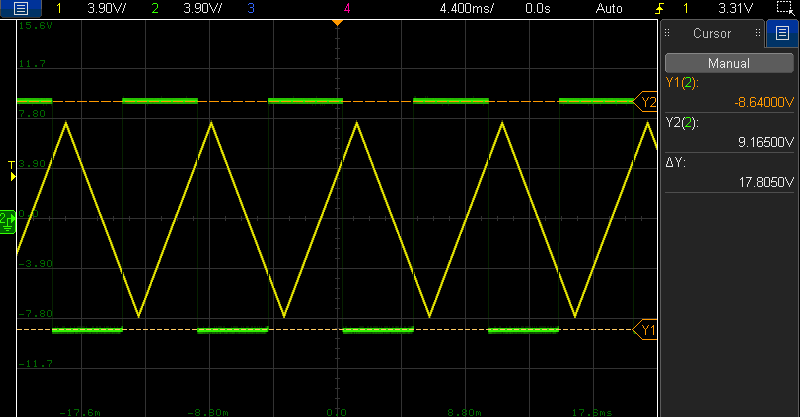 1 3.90V/ 2 3.90V/ 3 4 4.400ms/ 0.0s Auto 1 3.31V
15.6V
11.7
7.80
3.90
0.0
-3.90
-7.80
-11.7
-17.6m -8.80m 0.0 8.80m 17.6ms
T
2
Y2
Y1
Cursor
Manual
Y1(2):
-8.64000V
Y2(2):
9.16500V
ΔY:
17.8050V